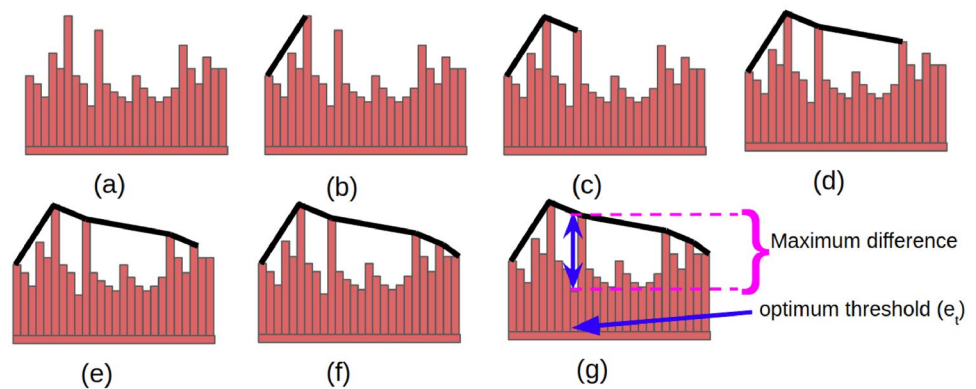 (a)
(b)
(c)
(d)
(e)
(f)
(g)
Maximum difference
optimum threshold (eₜ)